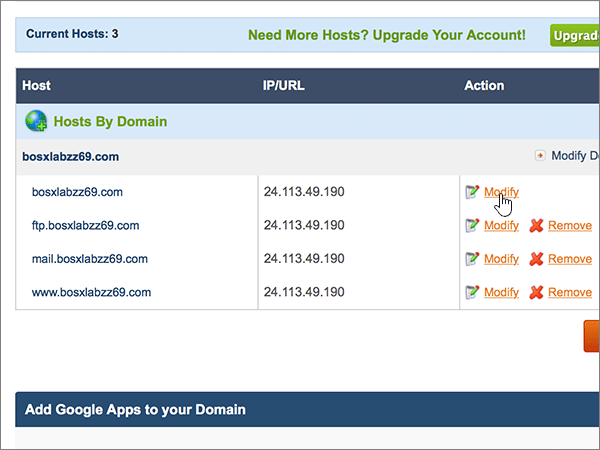 Current Hosts: 3 Need More Hosts? Upgrade Your Account! Upgrade
Host IP/URL Action
Hosts By Domain
bosxlabzz69.com Modify D
bosxlabzz69.com 24.113.49.190 Modify
ftp.bosxlabzz69.com 24.113.49.190 Modify Remove
mail.bosxlabzz69.com 24.113.49.190 Modify Remove
www.bosxlabzz69.com 24.113.49.190 Modify Remove
Add Google Apps to your Domain